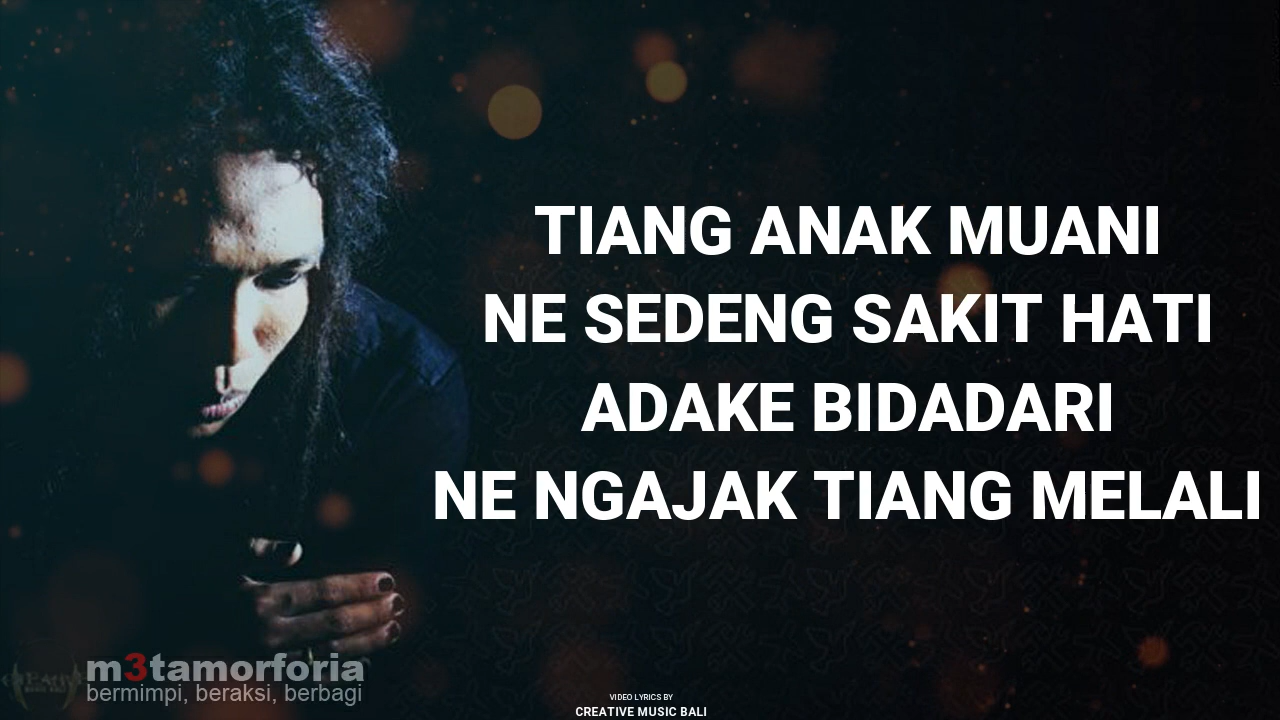 TIANG ANAK MUANI
NE SEDENG SAKIT HATI
ADAKE BIDADARI
NE NGAJAK TIANG MELALI
m3tamorforia
bermimpi, beraksi, berbagi
VIDEO LYRICS BY
CREATIVE MUSIC BALI